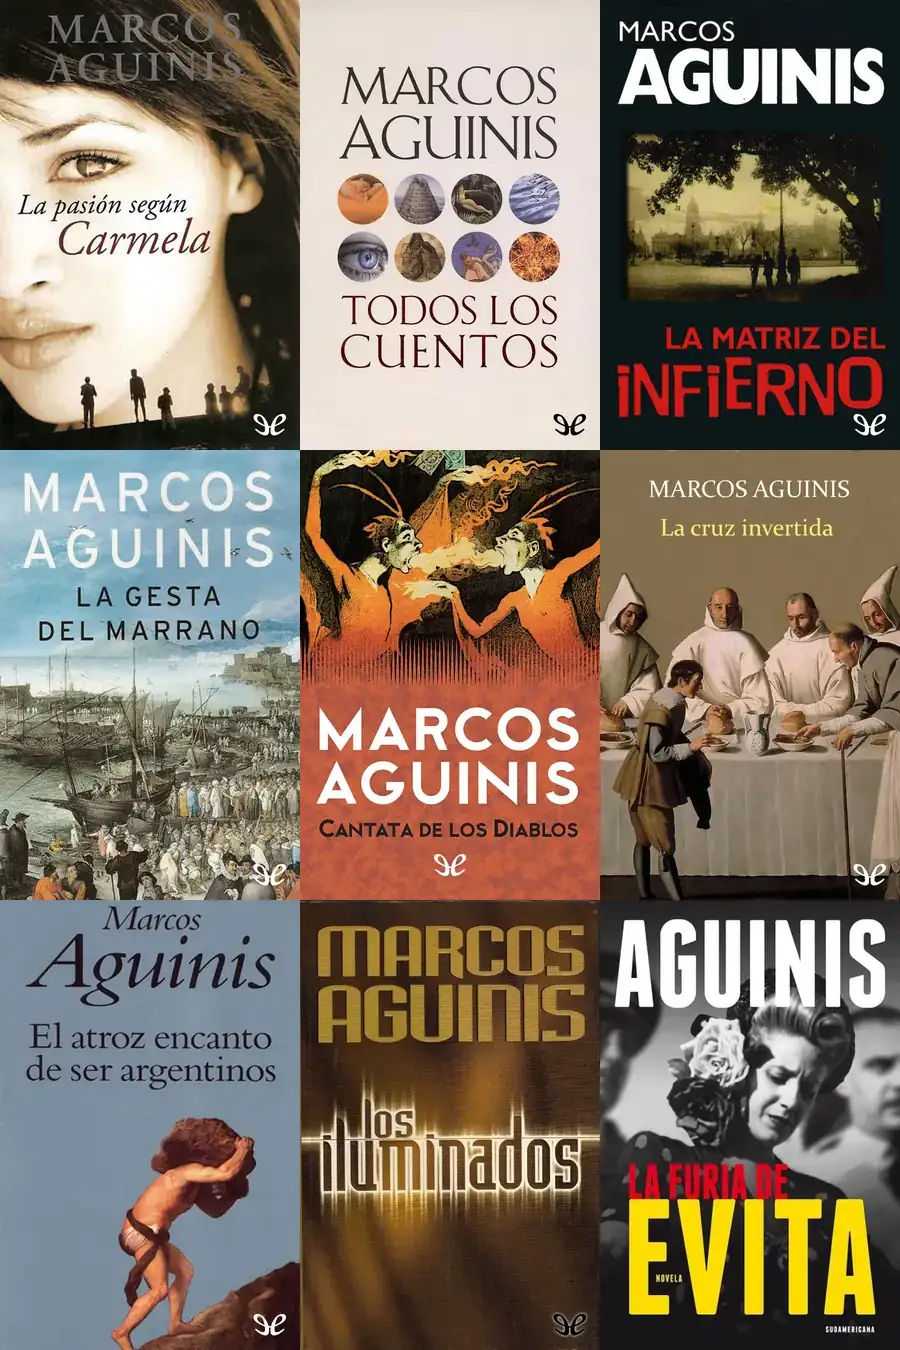 MARCOS
AGUINIS
La pasión según
Carmela
MARCOS
AGUINIS
TODOS LOS
CUENTOS
MARCOS
AGUINIS
LA MATRIZ DEL
iNFiERNO
MARCOS
AGUINIS
LA GESTA
DEL MARRANO
MARCOS
AGUINIS
CANTATA DE LOS DIABLOS
MARCOS AGUINIS
La cruz invertida
Marcos
Aguinis
El atroz encanto
de ser argentinos
MARCOS
AGUINIS
los
iluminados
AGUINIS
LA FURIA DE
EVITA
NOVELA
SUDAMERICANA